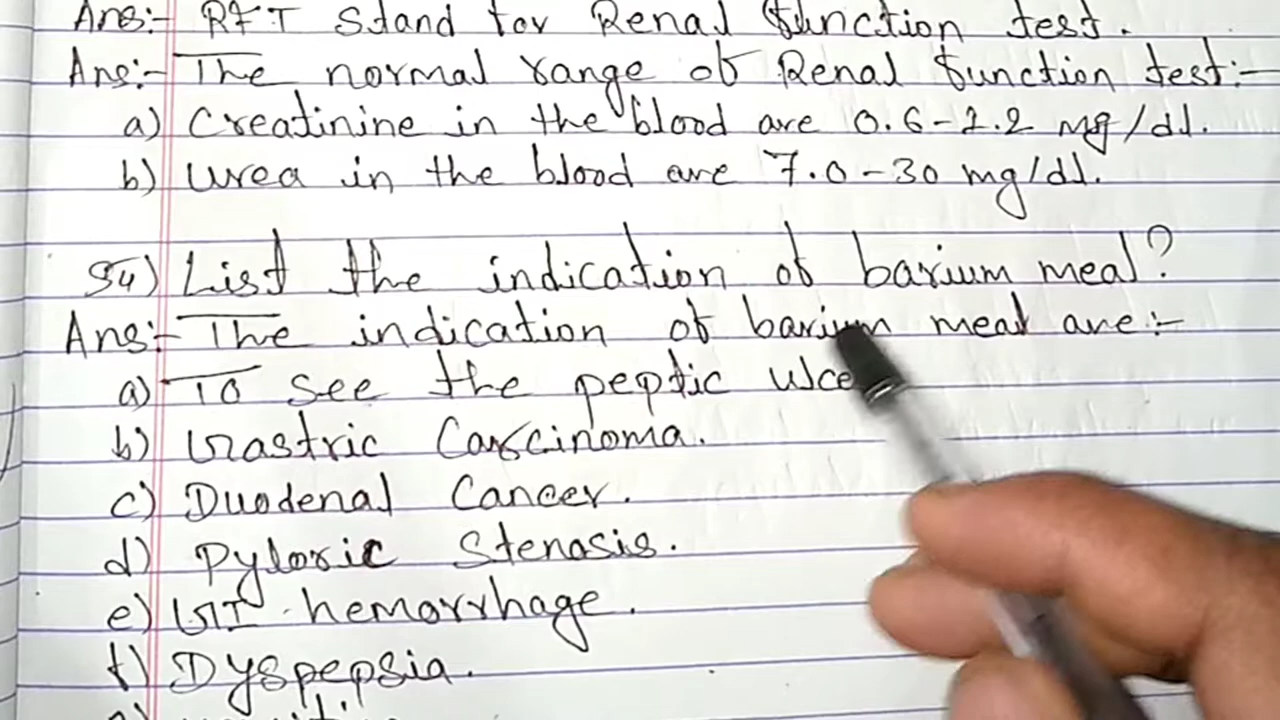 Ans:- RFT Stand for Renal function test.
Ans:- The normal range of Renal function test:-
a) Creatinine in the blood are 0.6-1.2 mg/dl.
b) Urea in the blood are 7.0-30 mg/dl.
54) List the indication of barium meal?
Ans:- The indication of barium meal are:-
a) To see the peptic ulce
b) Gastric Carcinoma.
c) Duodenal Cancer.
d) Pyloric Stenosis.
e) GIT hemorrhage.
f) Dyspepsia.